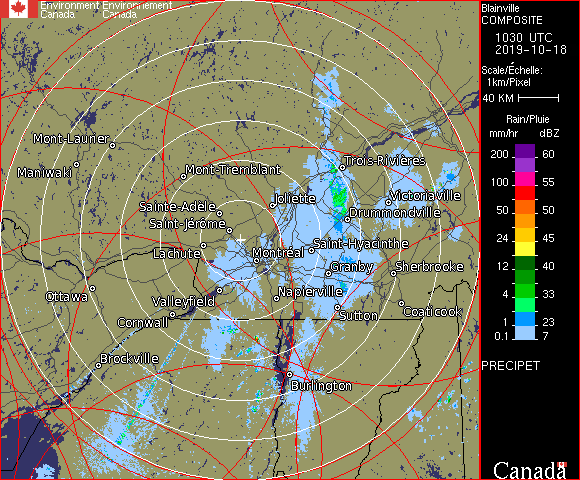 Environment Environnement
Canada Canada
Blainville
COMPOSITE
1030 UTC
2019-10-18
Scale/Échelle:
1km/Pixel
40 KM
Rain/Pluie
mm/hr dBZ
200 60
150 57
100 55
50 50
24 45
12 40
4 33
1 23
0.1 7
PRECIPET
Canada
Mont-Laurier
Maniwaki
Mont-Tremblant
Trois-Rivières
Victoriaville
Joliette
Sainte-Adèle
Drummondville
Saint-Jérôme
Lachute
Montréal
Saint-Hyacinthe
Granby
Sherbrooke
Ottawa
Valleyfield
Napierville
Cornwall
Sutton
Coaticook
Brockville
Burlington